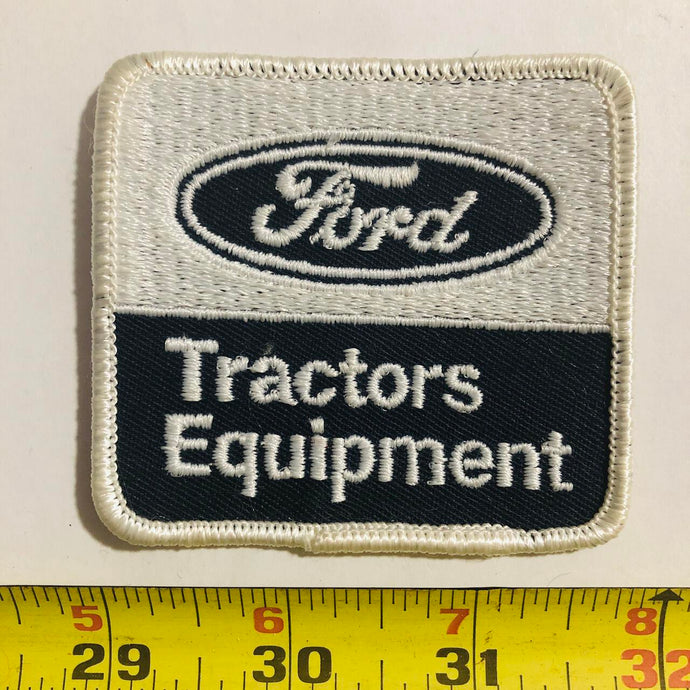 Ford
Tractors
Equipment
5 6 7 8
29 30 31 32